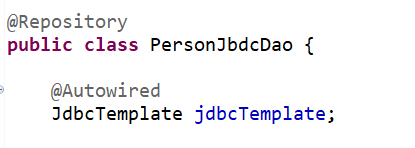 @Repository
public class PersonJbdcDao {
@Autowired
JdbcTemplate jdbcTemplate;